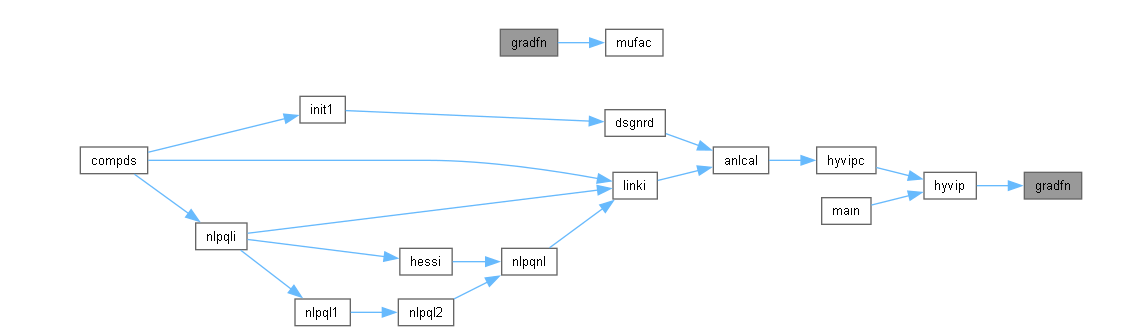 gradfn
mufac
init1
dsgnrd
compds
anlcal
hyvipc
linki
hyvip
gradfn
main
nlpqli
hessi
nlpqnl
nlpql1
nlpql2